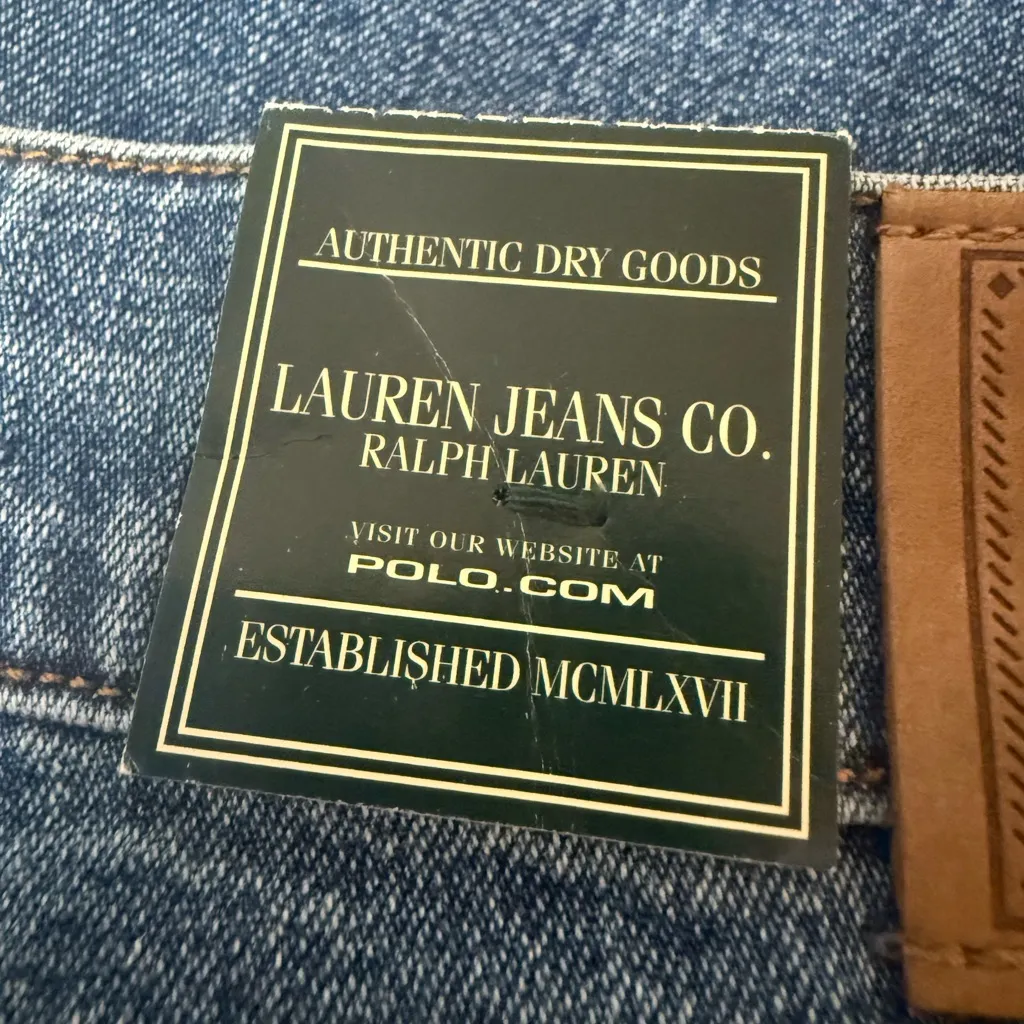 AUTHENTIC DRY GOODS
LAUREN JEANS CO.
RALPH LAUREN
VISIT OUR WEBSITE AT
POLO.COM
ESTABLISHED MCMLXVII